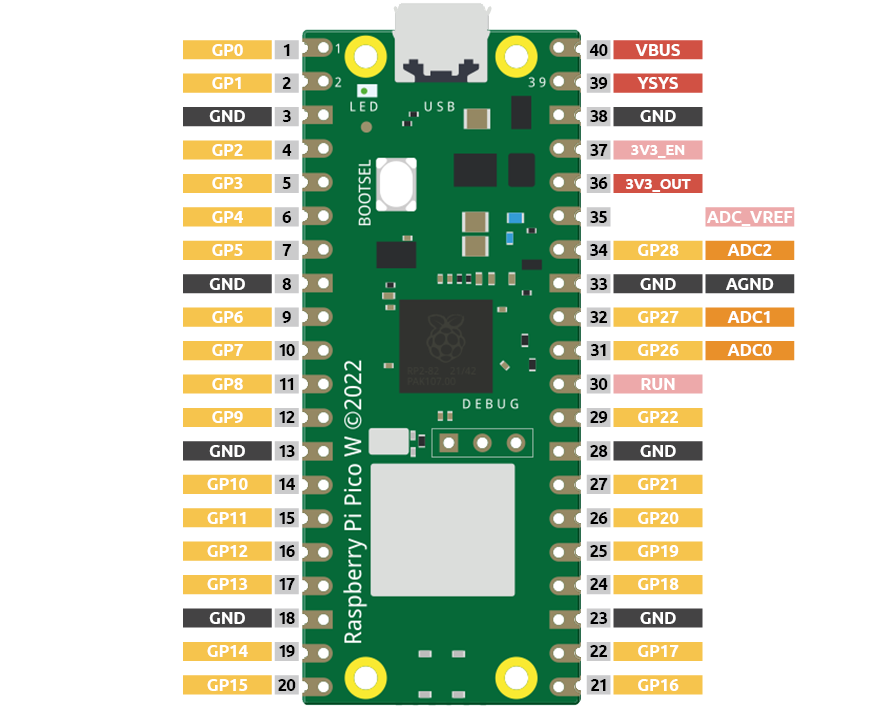 GP0 1 1 40 VBUS
GP1 2 2 39 39 YSYS
LED USB
GND 3 38 GND
GP2 4 37 3V3_EN
BOOTSEL
GP3 5 36 3V3_OUT
GP4 6 35 ADC_VREF
GP5 7 34 GP28 ADC2
GND 8 33 GND AGND
GP6 9 32 GP27 ADC1
GP7 10 31 GP26 ADC0
RP2-B2 21/42
GP8 11 30 RUN
DEBUG
GP9 12 29 GP22
GND 13 28 GND
GP10 14 27 GP21
GP11 15 26 GP20
Raspberry Pi Pico W ©2022
GP12 16 25 GP19
GP13 17 24 GP18
GND 18 23 GND
GP14 19 22 GP17
GP15 20 21 GP16